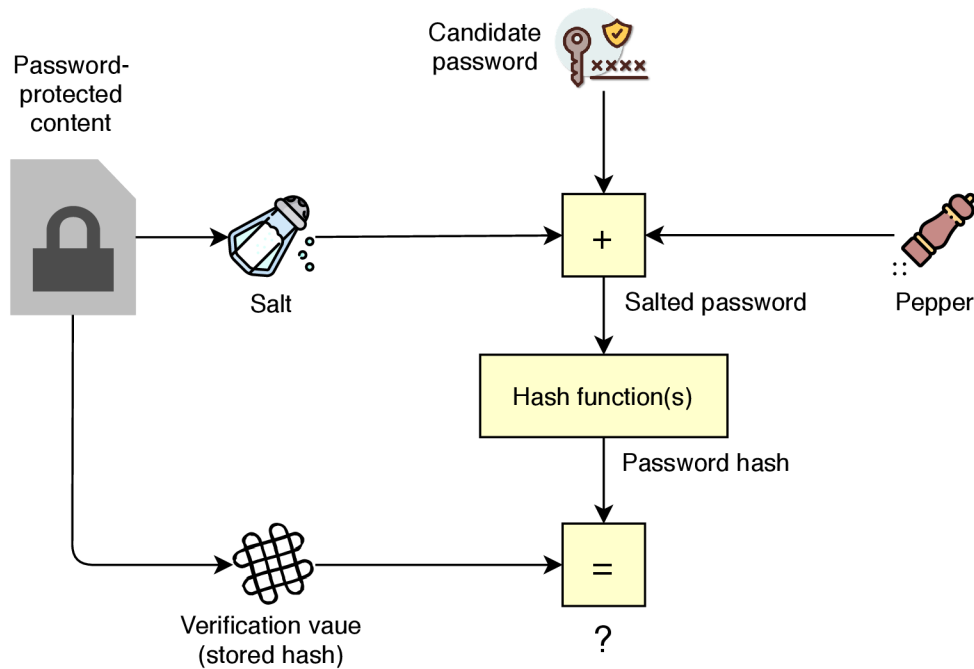 Candidate
password
××××
Password-
protected
content
+
Salt
Salted password
Pepper
Hash function(s)
Password hash
=
Verification vaue
(stored hash)
?